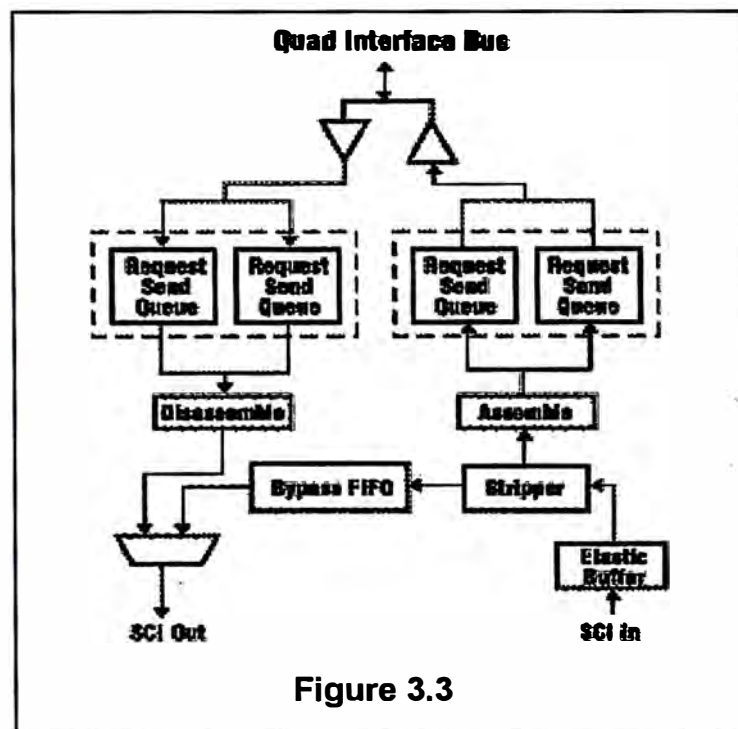 Quad Interface Bus
Request
Send
Queue
Request
Send
Queue
Request
Send
Queue
Request
Send
Queue
Disassemble
Assemble
Bypass FIFO
Stripper
Elastic
Buffer
SCI Out
SCI in
Figure 3.3